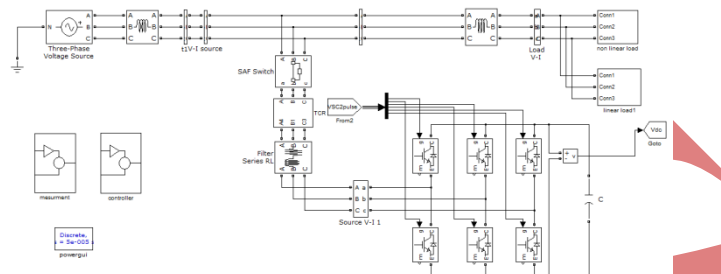 N
A
B
C
A
B
C
A
B
C
Three-Phase
Voltage Source
t1V-I source
Load
V-I
Conn1
Conn2
Conn3
non linear load
Conn1
Conn2
Conn3
linear load1
SAF Switch
A
B
C
TCR
VSC2pulse
From2
Filter
Series RL
A a
B b
C c
Source V-I 1
g
g
g
+
-
v
Vdc
Goto
C
mesurment
controller
Discrete,
= 5e-005
powergui